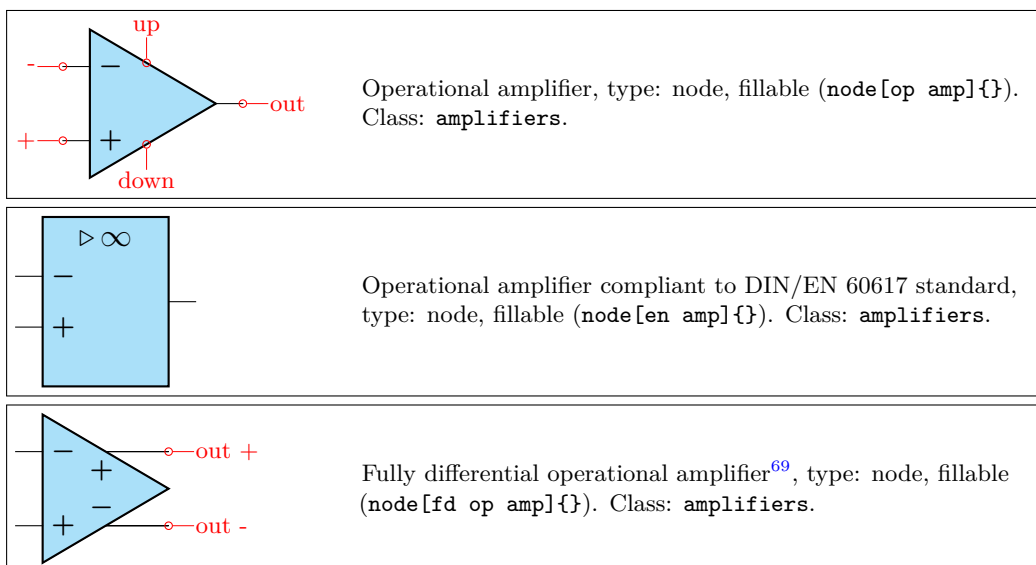 up
-
−
out
+
+
down
Operational amplifier, type: node, fillable (node[op amp]{}).
Class: amplifiers.
▷ ∞
−
+
Operational amplifier compliant to DIN/EN 60617 standard,
type: node, fillable (node[en amp]{}). Class: amplifiers.
−
out +
+
−
+
out -
Fully differential operational amplifier69, type: node, fillable
(node[fd op amp]{}). Class: amplifiers.